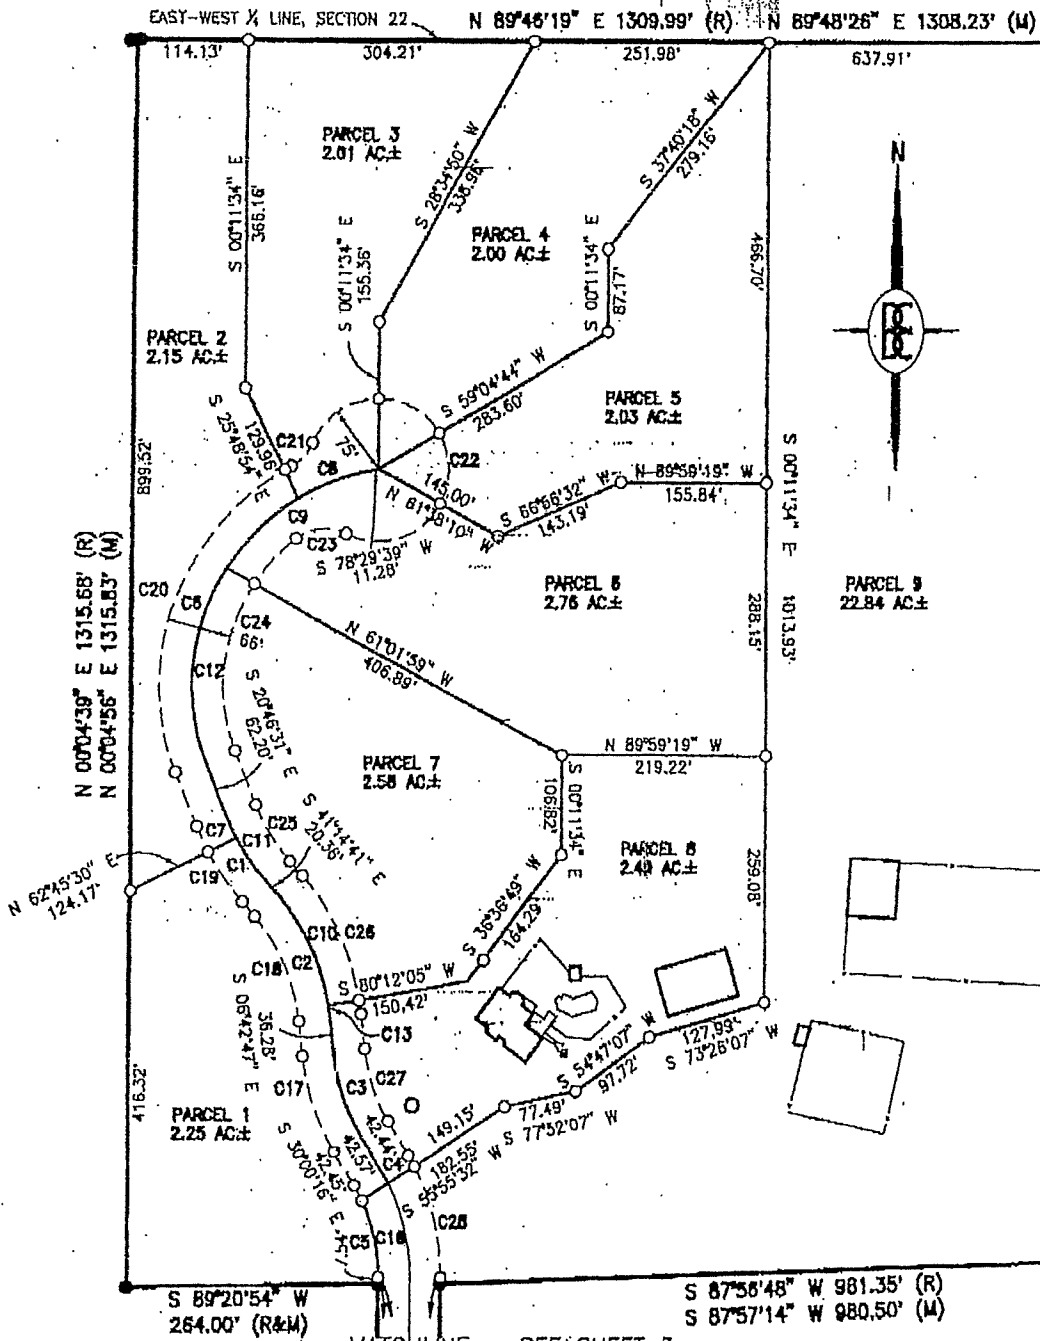 EAST-WEST ¼ LINE, SECTION 22
N 89°46'19" E 1309.99' (R)
N 89°48'26" E 1308.23' (M)
114.13'
304.21'
251.98'
637.91'
N
PARCEL 3
2.01 AC.±
S 28°34'50" W
338.96'
S 37°40'18" W
279.16'
S 00°11'34" E
366.16'
S 00°11'34" E
155.36'
PARCEL 4
2.00 AC.±
S 00°11'34" E
87.17'
466.70'
PARCEL 2
2.15 AC.±
S 59°04'44" W
283.60'
PARCEL 5
2.03 AC.±
S 25°48'54" E
129.96'
C21
75'
C8
C22
899.52'
N 89°59'19" W
155.84'
145.00'
N 61°38'10" W
S 66°56'32" W
143.19'
C9
C23
S 78°29'39" W
11.28'
S 00°11'34" E
1013.93'
N 00°04'39" E 1315.68' (R)
N 00°04'56" E 1315.83' (M)
C20
C6
C24
66'
PARCEL 6
2.76 AC.±
PARCEL 9
22.84 AC.±
288.15'
N 61°01'59" W
406.89'
C12
S 20°46'31" E
62.20'
N 89°59'19" W
219.22'
PARCEL 7
2.58 AC.±
S 00°11'34" E
106.82'
C7
C11
C25
S 41°14'41" E
20.36'
C1
C19
N 62°45'30" E
124.17'
PARCEL 8
2.49 AC.±
259.08'
S 36°36'49" W
164.29'
C10
C26
C18
C2
S 80°12'05" W
150.42'
S 06°42'47" E
36.28'
C13
127.99'
S 73°26'07" W
C17
C3
C27
S 54°47'07" W
97.72'
416.32'
PARCEL 1
2.25 AC.±
149.15'
77.49'
S 77°52'07" W
42.44'
42.57'
C4
182.55'
S 55°55'32" W
S 30°00'16" E
42.45'
C5
C16
C28
S 89°20'54" W
264.00' (R&M)
S 87°56'48" W 981.35' (R)
S 87°57'14" W 980.50' (M)